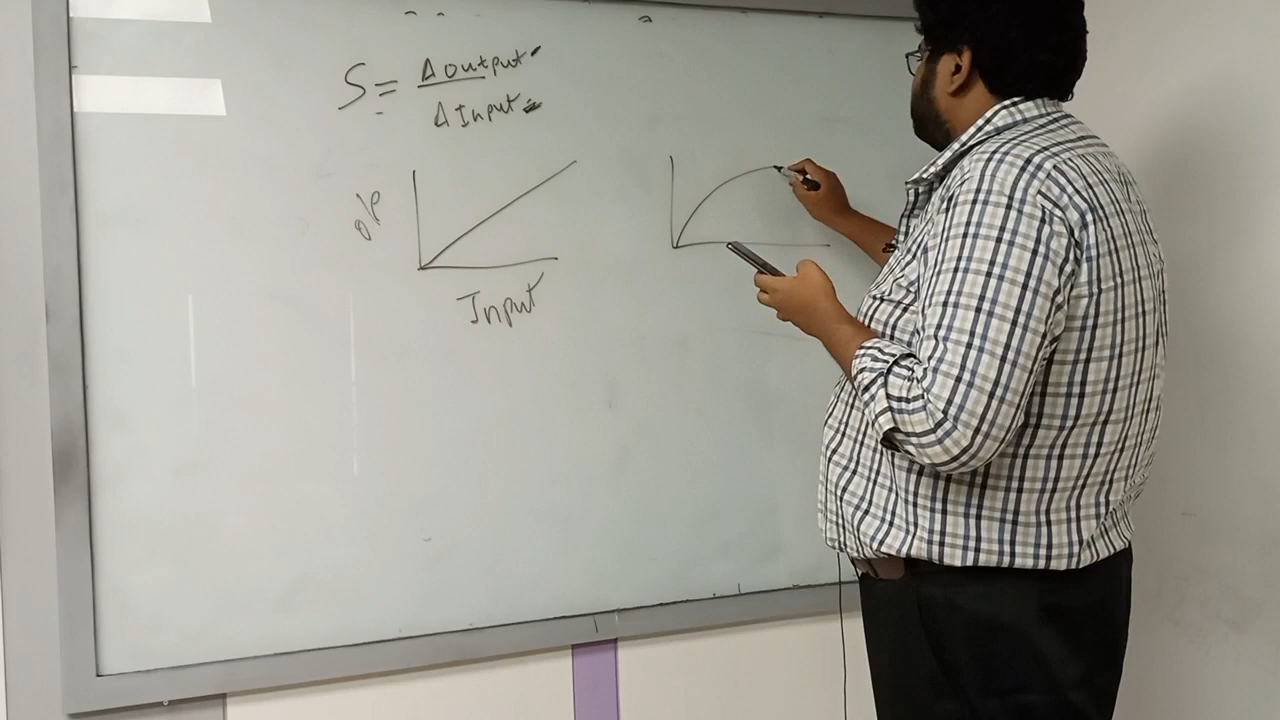 S = Δ output
Δ Input
o/p
Input